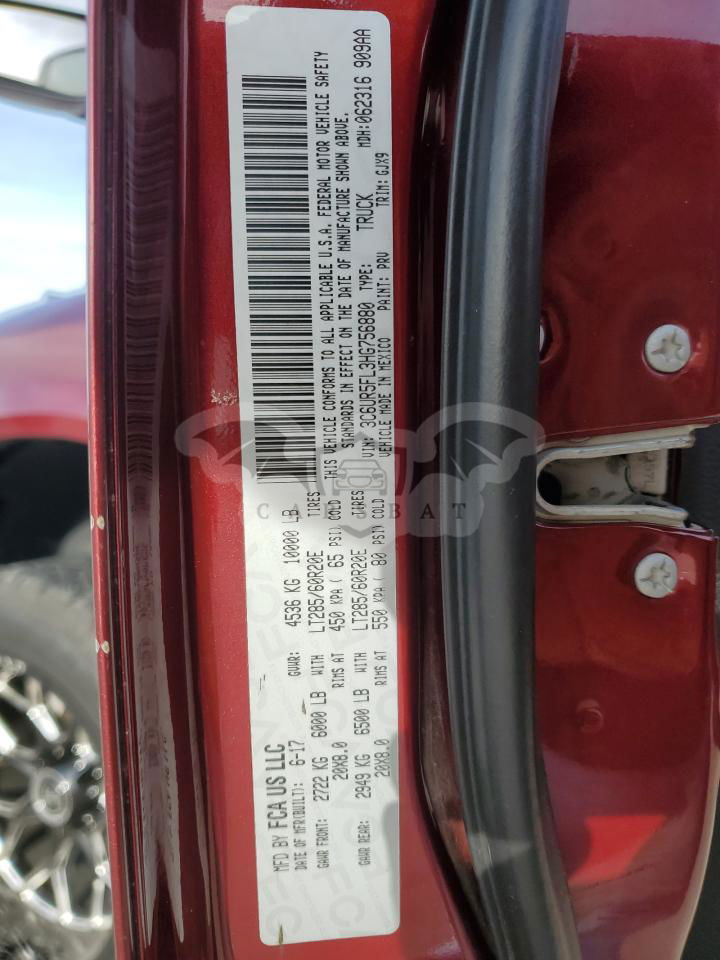 MFD BY FCA US LLC
DATE OF MFR(BUILT): 6-17 GVWR: 4536 KG 10000 LB
GAWR FRONT: 2722 KG 6000 LB WITH LT285/60R20E TIRES
20X8.0 RIMS AT 450 KPA ( 65 PSI) COLD
GAWR REAR: 2949 KG 6500 LB WITH LT285/60R20E TIRES
20X8.0 RIMS AT 550 KPA ( 80 PSI) COLD
THIS VEHICLE CONFORMS TO ALL APPLICABLE U.S.A. FEDERAL MOTOR VEHICLE SAFETY
STANDARDS IN EFFECT ON THE DATE OF MANUFACTURE SHOWN ABOVE.
VIN: 3C6UR5FL3HG756880 TYPE: TRUCK MDH:062316 909AA
VEHICLE MADE IN MEXICO PAINT: PRV TRIM: GJX9
CARSBAT